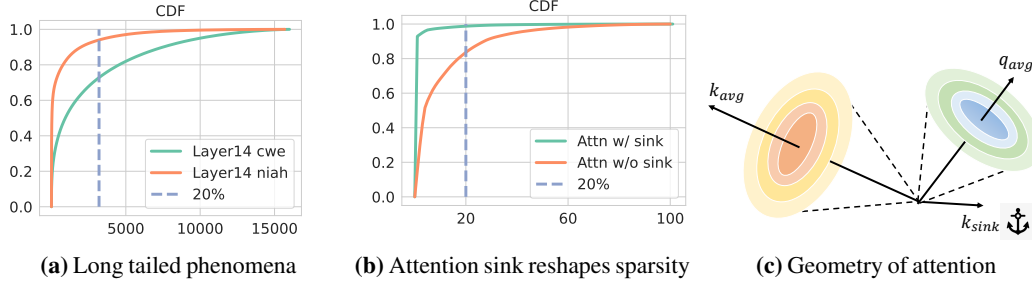 CDF
1.0
0.8
0.6
0.4
0.2
0.0
Layer14 cwe
Layer14 niah
20%
5000 10000 15000
(a) Long tailed phenomena
CDF
1.0
0.8
0.6
0.4
0.2
0.0
Attn w/ sink
Attn w/o sink
20%
20 60 100
(b) Attention sink reshapes sparsity
q_avg
k_avg
k_sink
(c) Geometry of attention